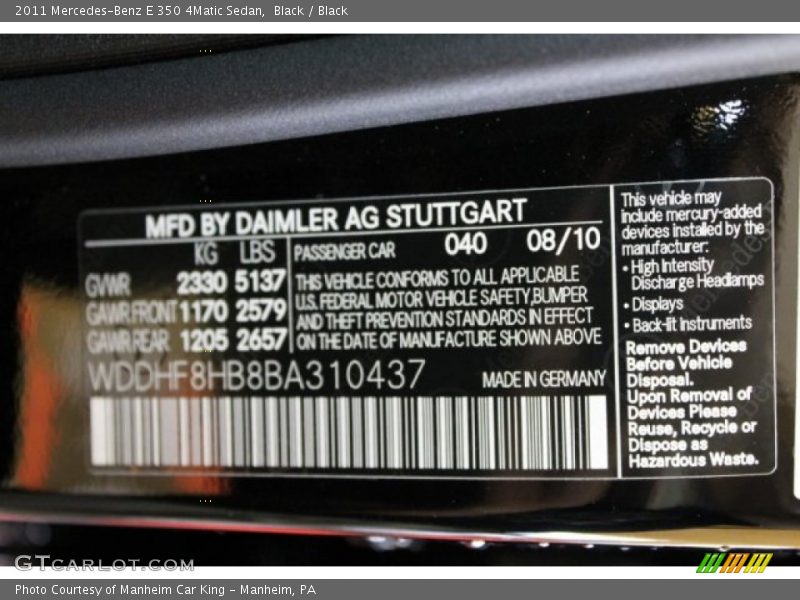 2011 Mercedes-Benz E 350 4Matic Sedan,  Black / Black
MFD BY DAIMLER AG STUTTGART
KG LBS
GVWR 2330 5137
GAWR FRONT 1170 2579
GAWR REAR 1205 2657
PASSENGER CAR 040 08/10
THIS VEHICLE CONFORMS TO ALL APPLICABLE
U.S. FEDERAL MOTOR VEHICLE SAFETY, BUMPER
AND THEFT PREVENTION STANDARDS IN EFFECT
ON THE DATE OF MANUFACTURE SHOWN ABOVE
WDDHF8HB8BA310437
MADE IN GERMANY
This vehicle may
include mercury-added
devices installed by the
manufacturer:
• High Intensity
Discharge Headlamps
• Displays
• Back-lit Instruments
Remove Devices
Before Vehicle
Disposal.
Upon Removal of
Devices Please
Reuse, Recycle or
Dispose as
Hazardous Waste.
GTCARLOT.COM
Photo Courtesy of Manheim Car King - Manheim, PA